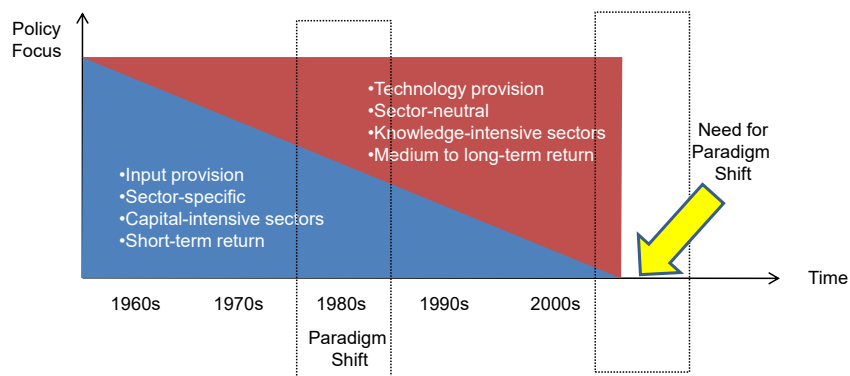 Policy
Focus
•Technology provision
•Sector-neutral
•Knowledge-intensive sectors
•Medium to long-term return
Need for
Paradigm
Shift
•Input provision
•Sector-specific
•Capital-intensive sectors
•Short-term return
Time
1960s 1970s 1980s 1990s 2000s
Paradigm
Shift